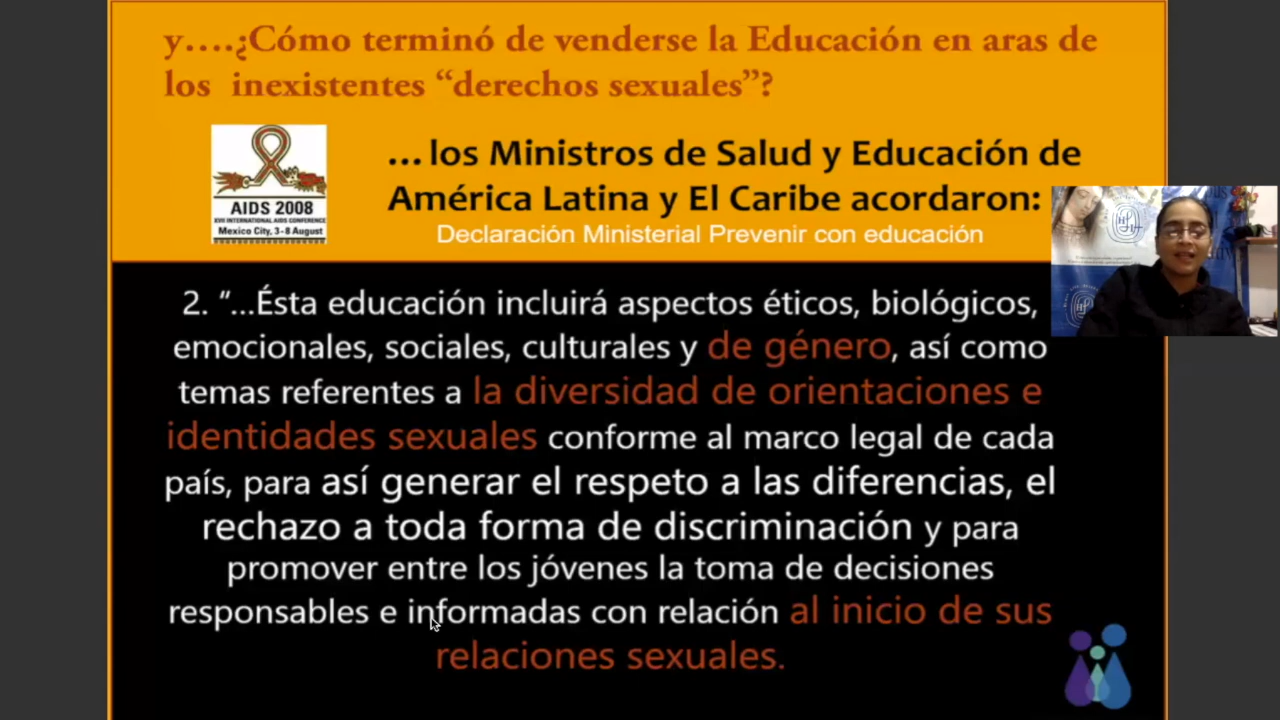 y....¿Cómo terminó de venderse la Educación en aras de
los inexistentes “derechos sexuales”?
AIDS 2008
XVII INTERNATIONAL AIDS CONFERENCE
Mexico City, 3-8 August
...los Ministros de Salud y Educación de
América Latina y El Caribe acordaron:
Declaración Ministerial Prevenir con educación
2. “...Ésta educación incluirá aspectos éticos, biológicos,
emocionales, sociales, culturales y de género, así como
temas referentes a la diversidad de orientaciones e
identidades sexuales conforme al marco legal de cada
país, para así generar el respeto a las diferencias, el
rechazo a toda forma de discriminación y para
promover entre los jóvenes la toma de decisiones
responsables e informadas con relación al inicio de sus
relaciones sexuales.